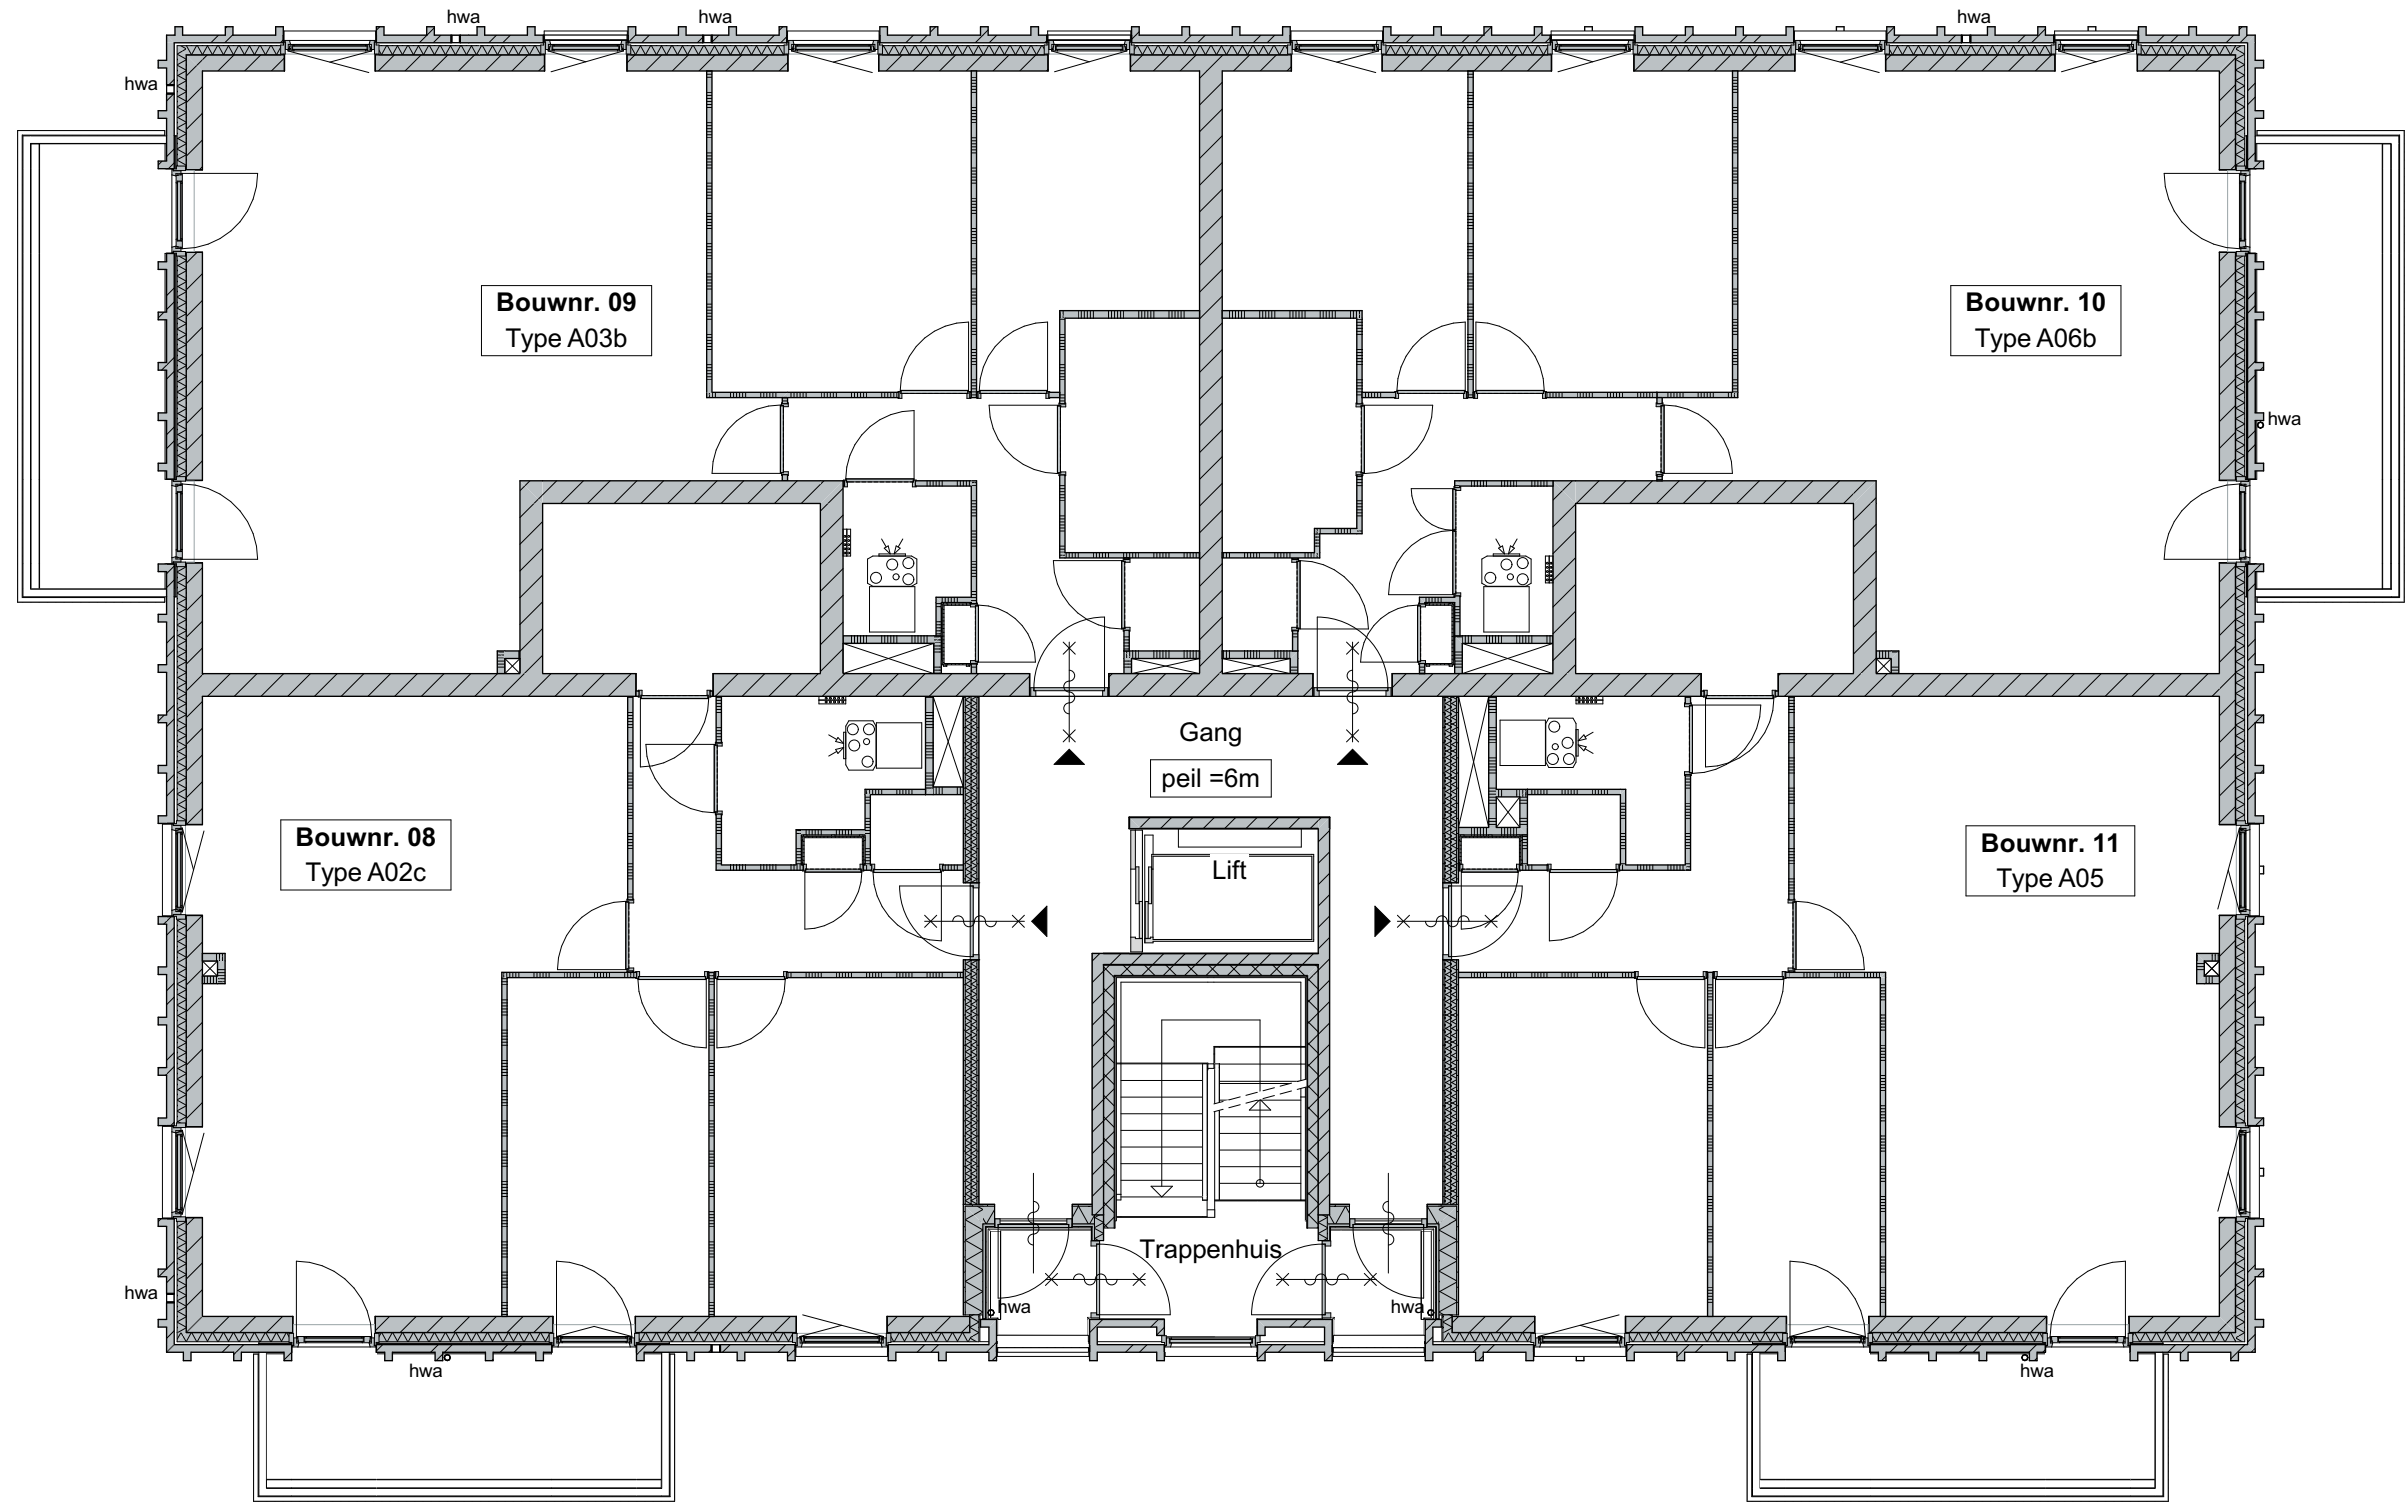 hwa
hwa
hwa
hwa
Bouwnr. 09
Type A03b
Bouwnr. 10
Type A06b
hwa
Gang
peil =6m
Bouwnr. 08
Type A02c
Lift
Bouwnr. 11
Type A05
Trappenhuis
hwa
hwa
hwa
hwa
hwa